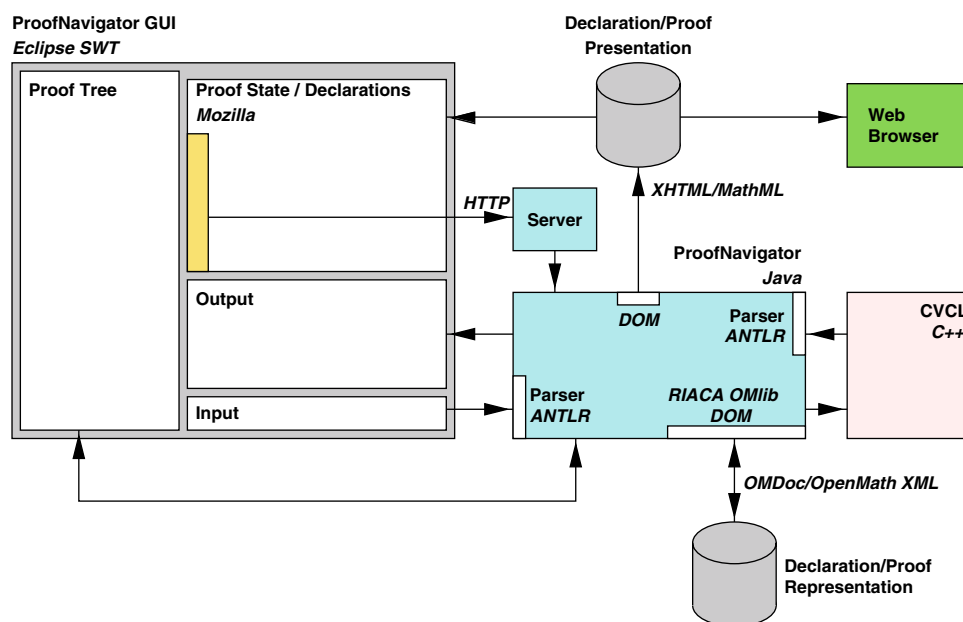 ProofNavigator GUI
Eclipse SWT
Declaration/Proof
Presentation
Proof Tree
Proof State / Declarations
Mozilla
Web
Browser
XHTML/MathML
HTTP
Server
ProofNavigator
Java
Output
DOM
Parser
ANTLR
CVCL
C++
Input
Parser
ANTLR
RIACA OMlib
DOM
OMDoc/OpenMath XML
Declaration/Proof
Representation